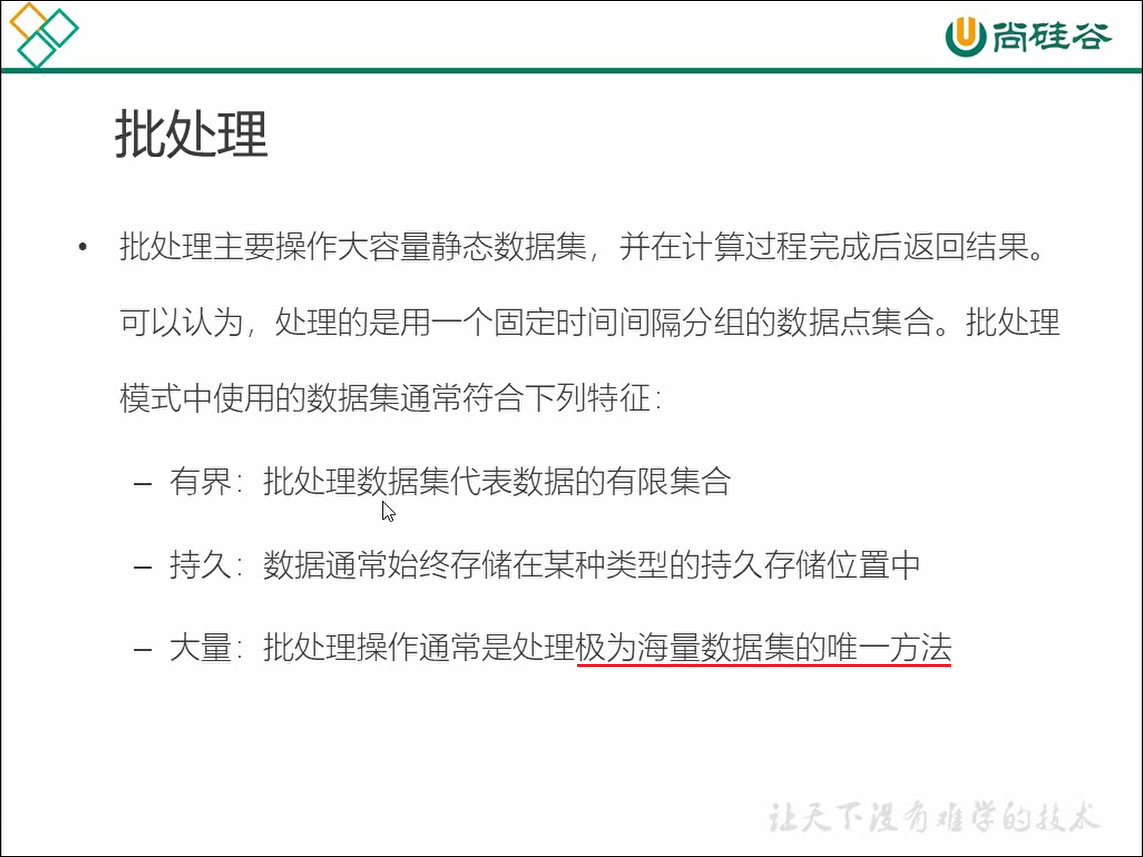 尚硅谷
批处理
• 批处理主要操作大容量静态数据集，并在计算过程完成后返回结果。
可以认为，处理的是用一个固定时间间隔分组的数据点集合。批处理
模式中使用的数据集通常符合下列特征：
– 有界：批处理数据集代表数据的有限集合
– 持久：数据通常始终存储在某种类型的持久存储位置中
– 大量：批处理操作通常是处理极为海量数据集的唯一方法
让天下没有难学的技术